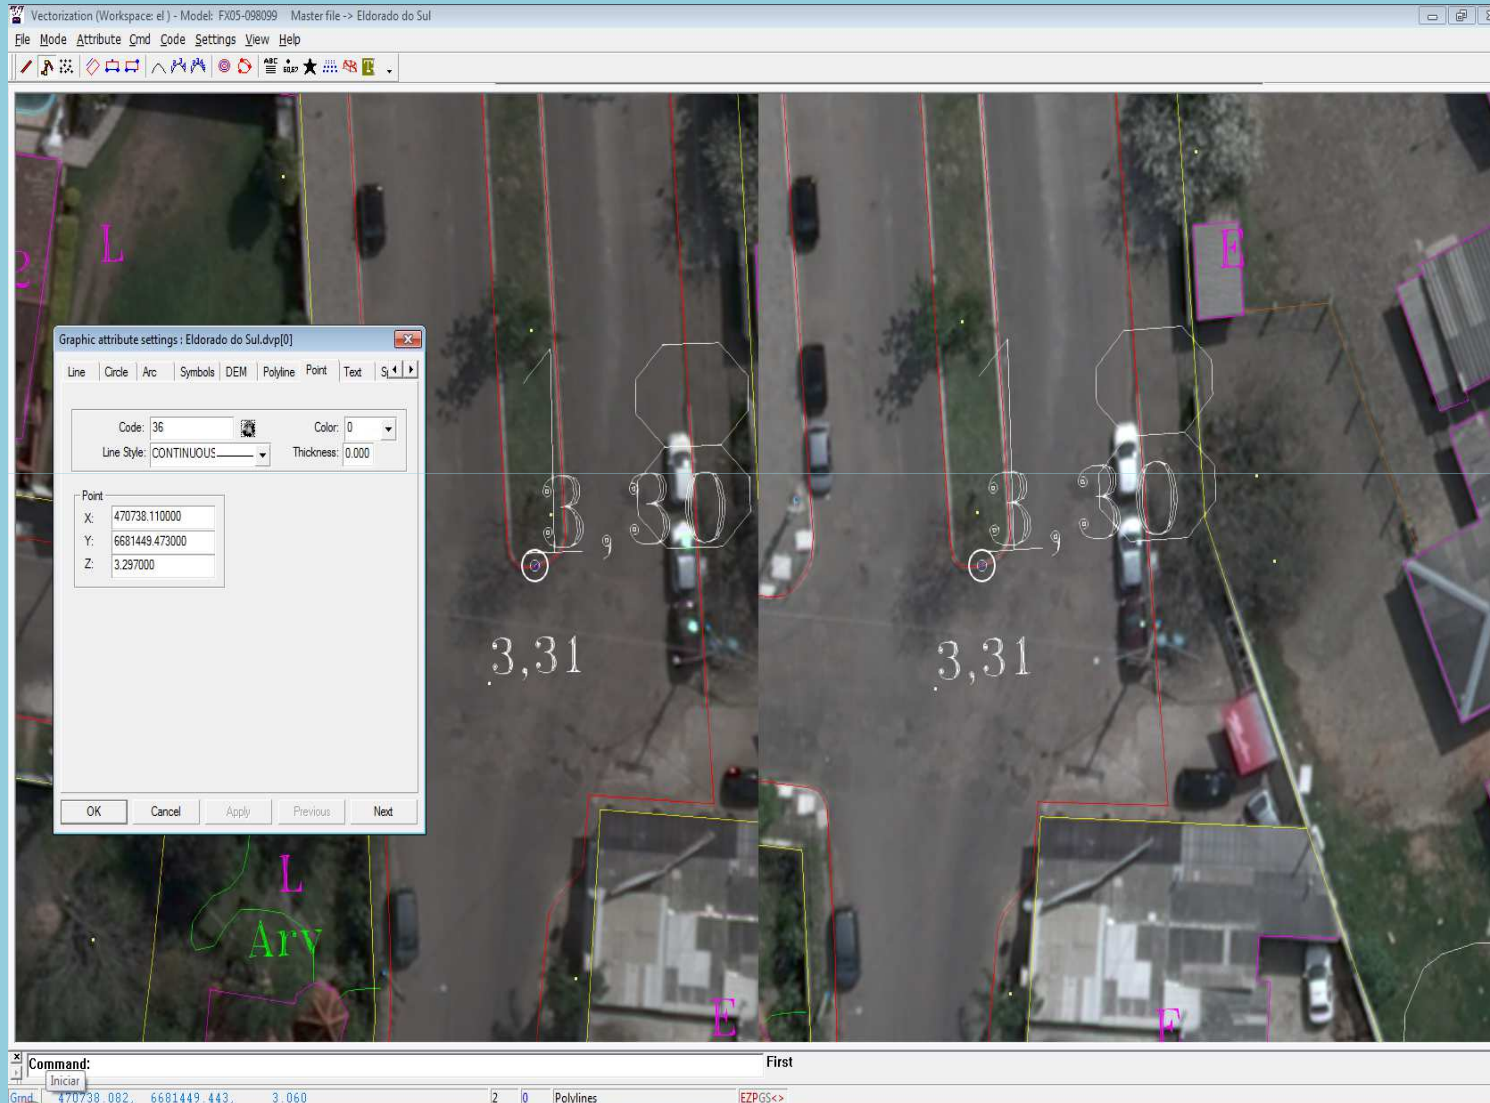 Vectorization (Workspace: el ) - Model: FX05-098099 Master file -> Eldorado do Sul
File Mode Attribute Cmd Code Settings View Help
ABC
L
2
E
Graphic attribute settings : Eldorado do Sul.dvp[0]
Line Circle Arc Symbols DEM Polyline Point Text
Code: 36 Color: 0
Line Style: CONTINUOUS Thickness: 0.000
Point
X: 470738.110000
Y: 6681449.473000
Z: 3.297000
3,30
3,30
3,31
3,31
OK Cancel Apply Previous Next
L
Arv
E
E
Command: First
Iniciar
Grnd 470738.082, 6681449.443, 3.060 2 0 Polylines EZPGS<>